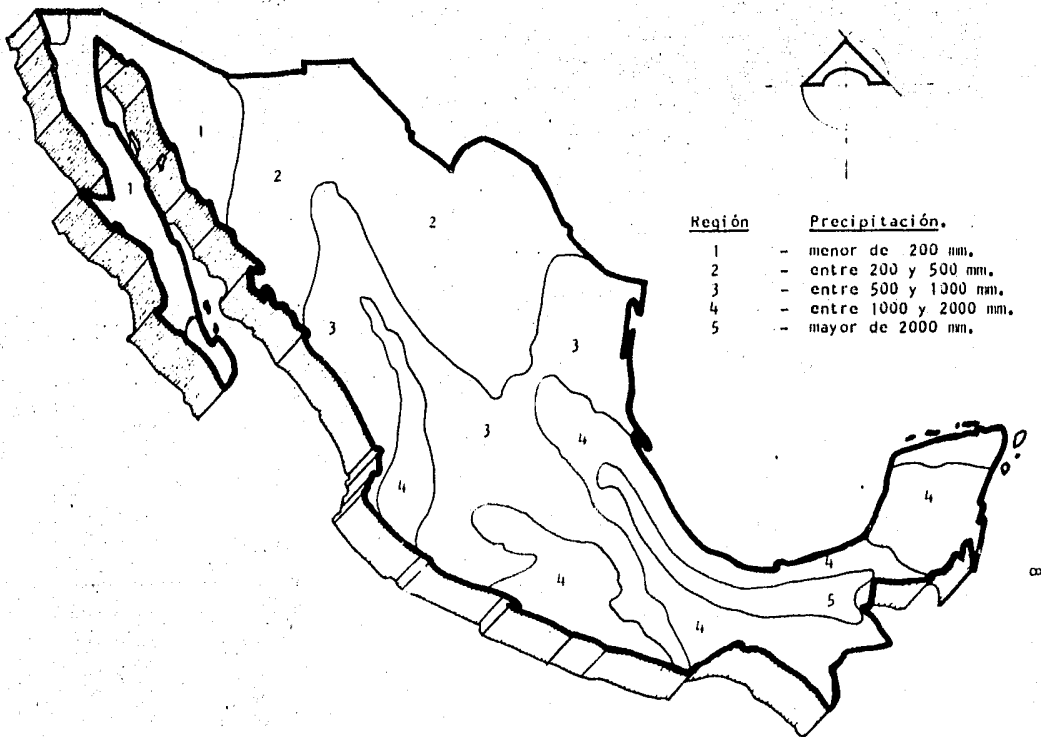 Región Precipitación.
1 - menor de 200 mm.
2 - entre 200 y 500 mm.
3 - entre 500 y 1000 mm.
4 - entre 1000 y 2000 mm.
5 - mayor de 2000 mm.
1
2
1
2
3
3
3
4
4
4
4
4
5
4
8